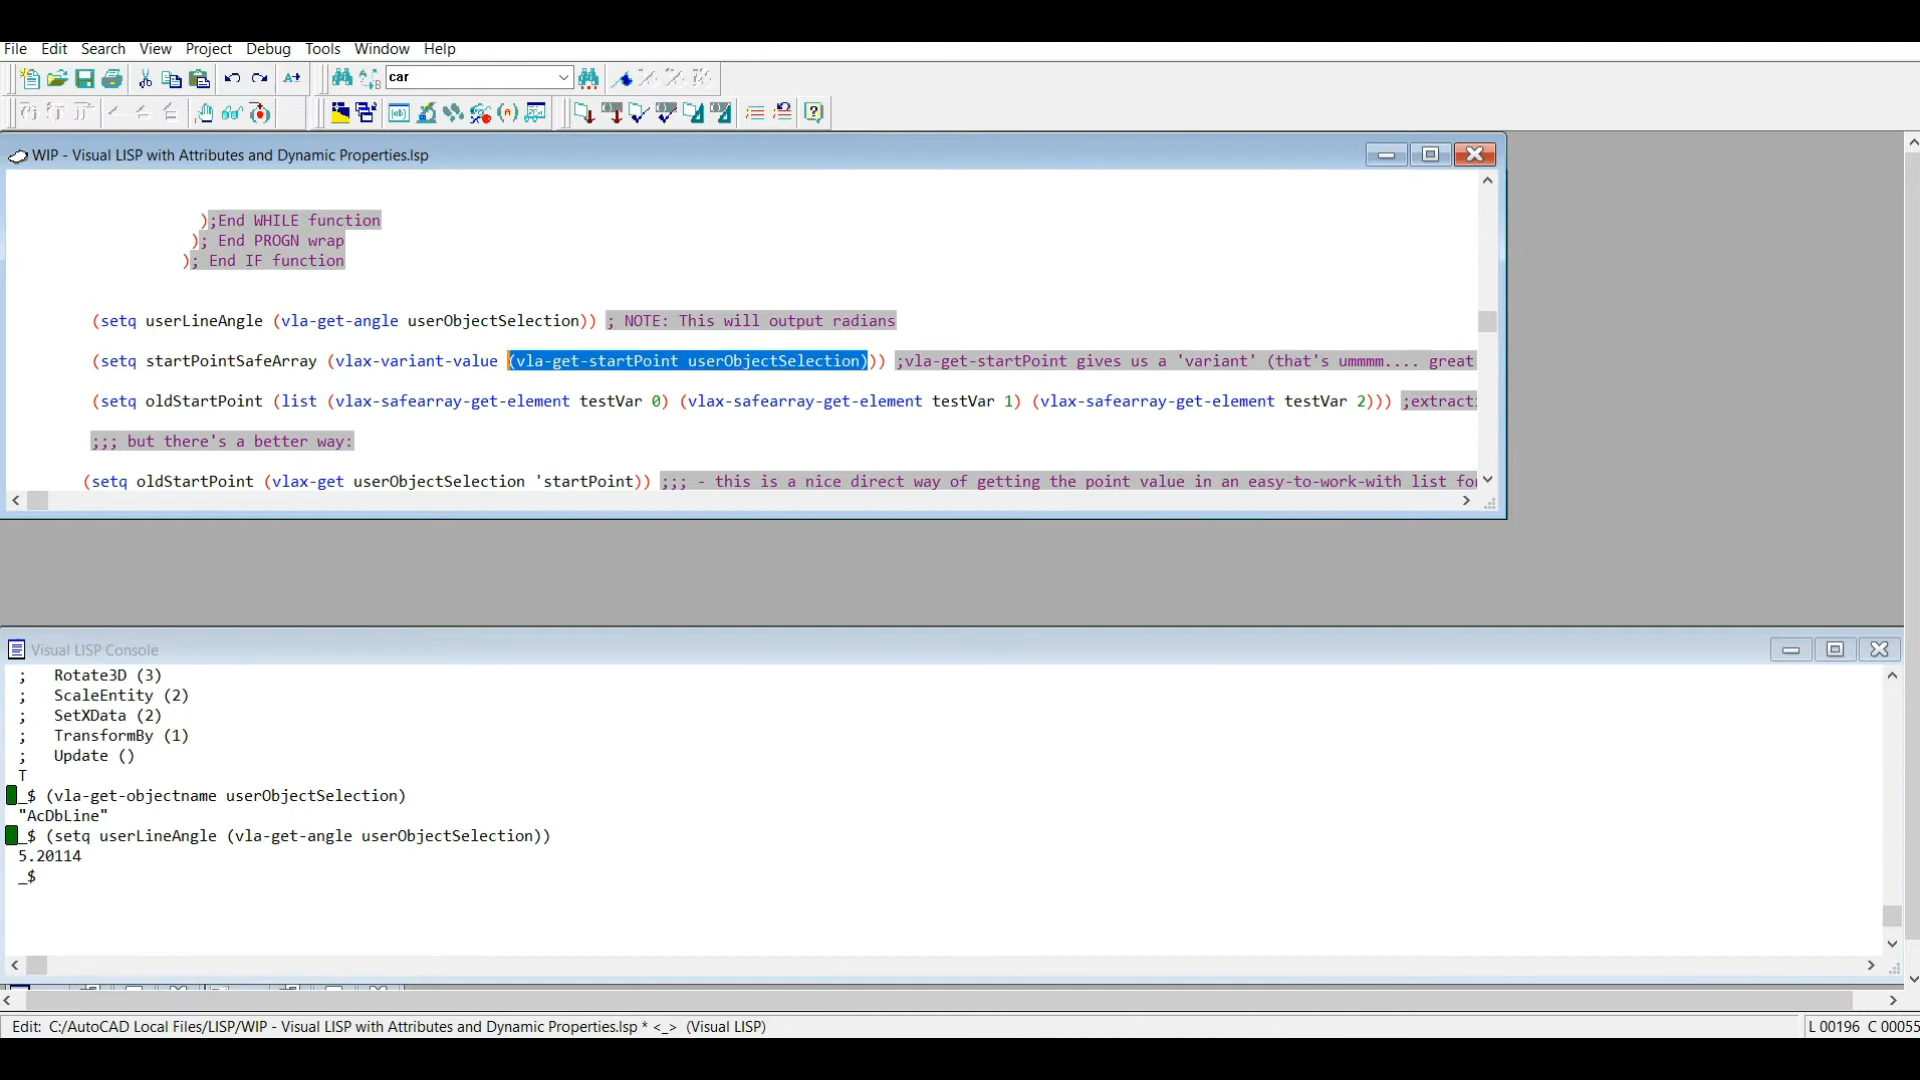 File Edit Search View Project Debug Tools Window Help
car
WIP - Visual LISP with Attributes and Dynamic Properties.lsp
);End WHILE function
); End PROGN wrap
); End IF function
(setq userLineAngle (vla-get-angle userObjectSelection)) ; NOTE: This will output radians
(setq startPointSafeArray (vlax-variant-value (vla-get-startPoint userObjectSelection))) ;vla-get-startPoint gives us a 'variant' (that's ummmm.... great
(setq oldStartPoint (list (vlax-safearray-get-element testVar 0) (vlax-safearray-get-element testVar 1) (vlax-safearray-get-element testVar 2))) ;extract:
;;; but there's a better way:
(setq oldStartPoint (vlax-get userObjectSelection 'startPoint)) ;;; - this is a nice direct way of getting the point value in an easy-to-work-with list fo
Visual LISP Console
; Rotate3D (3)
; ScaleEntity (2)
; SetXData (2)
; TransformBy (1)
; Update ()
T
_$ (vla-get-objectname userObjectSelection)
"AcDbLine"
_$ (setq userLineAngle (vla-get-angle userObjectSelection))
5.20114
_$
Edit: C:/AutoCAD Local Files/LISP/WIP - Visual LISP with Attributes and Dynamic Properties.lsp * <_> (Visual LISP)
L 00196 C 00055